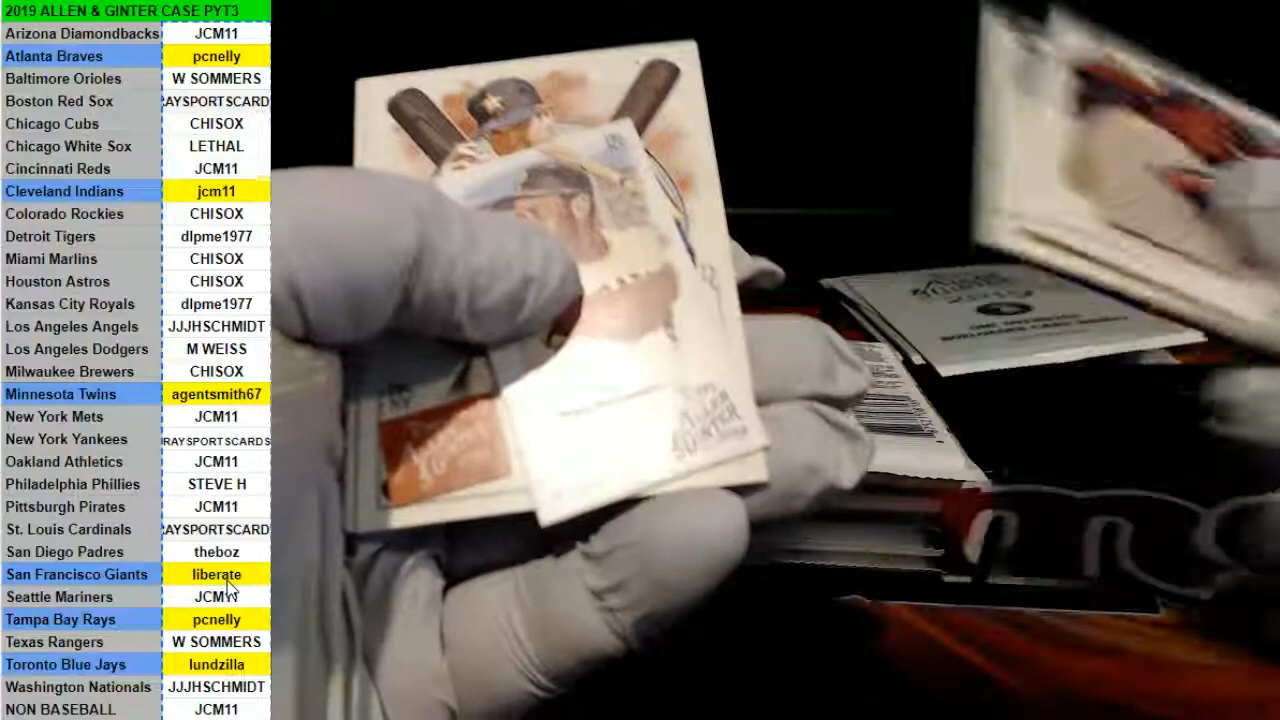 2019 ALLEN & GINTER CASE PYT3
Arizona Diamondbacks JCM11
Atlanta Braves pcnelly
Baltimore Orioles W SOMMERS
Boston Red Sox RAYSPORTSCARD
Chicago Cubs CHISOX
Chicago White Sox LETHAL
Cincinnati Reds JCM11
Cleveland Indians jcm11
Colorado Rockies CHISOX
Detroit Tigers dlpme1977
Miami Marlins CHISOX
Houston Astros CHISOX
Kansas City Royals dlpme1977
Los Angeles Angels JJJHSCHMIDT
Los Angeles Dodgers M WEISS
Milwaukee Brewers CHISOX
Minnesota Twins agentsmith67
New York Mets JCM11
New York Yankees RAYSPORTSCARDS
Oakland Athletics JCM11
Philadelphia Phillies STEVE H
Pittsburgh Pirates JCM11
St. Louis Cardinals AYSPORTSCARD
San Diego Padres theboz
San Francisco Giants liberate
Seattle Mariners JCM11
Tampa Bay Rays pcnelly
Texas Rangers W SOMMERS
Toronto Blue Jays lundzilla
Washington Nationals JJJHSCHMIDT
NON BASEBALL JCM11